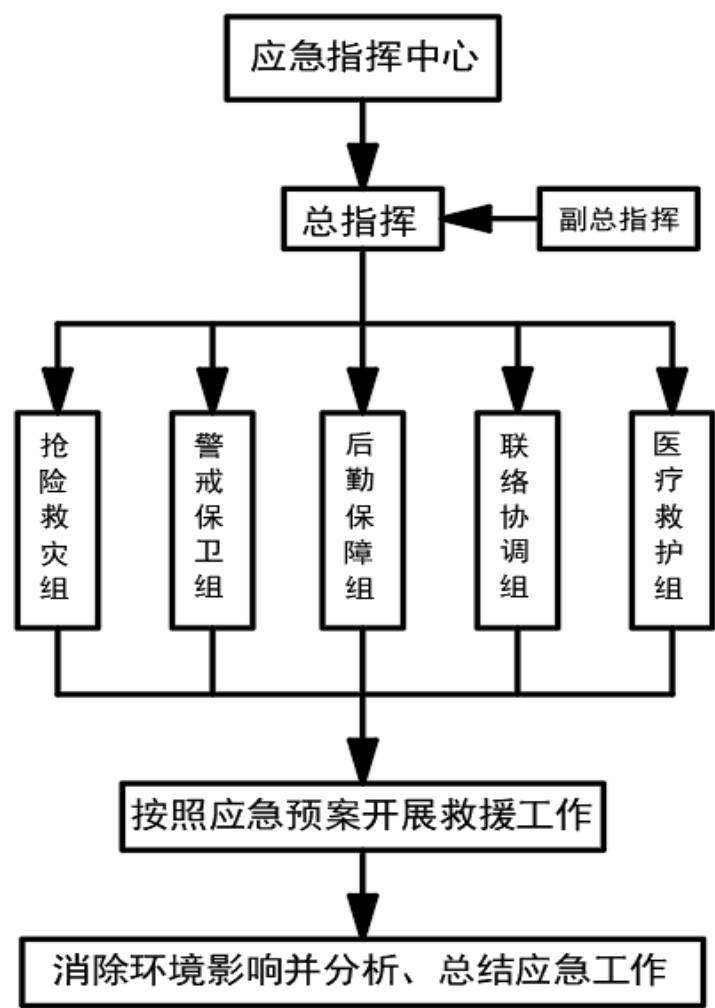 应急指挥中心
总指挥
副总指挥
抢险救灾组
警戒保卫组
后勤保障组
联络协调组
医疗救护组
按照应急预案开展救援工作
消除环境影响并分析、总结应急工作